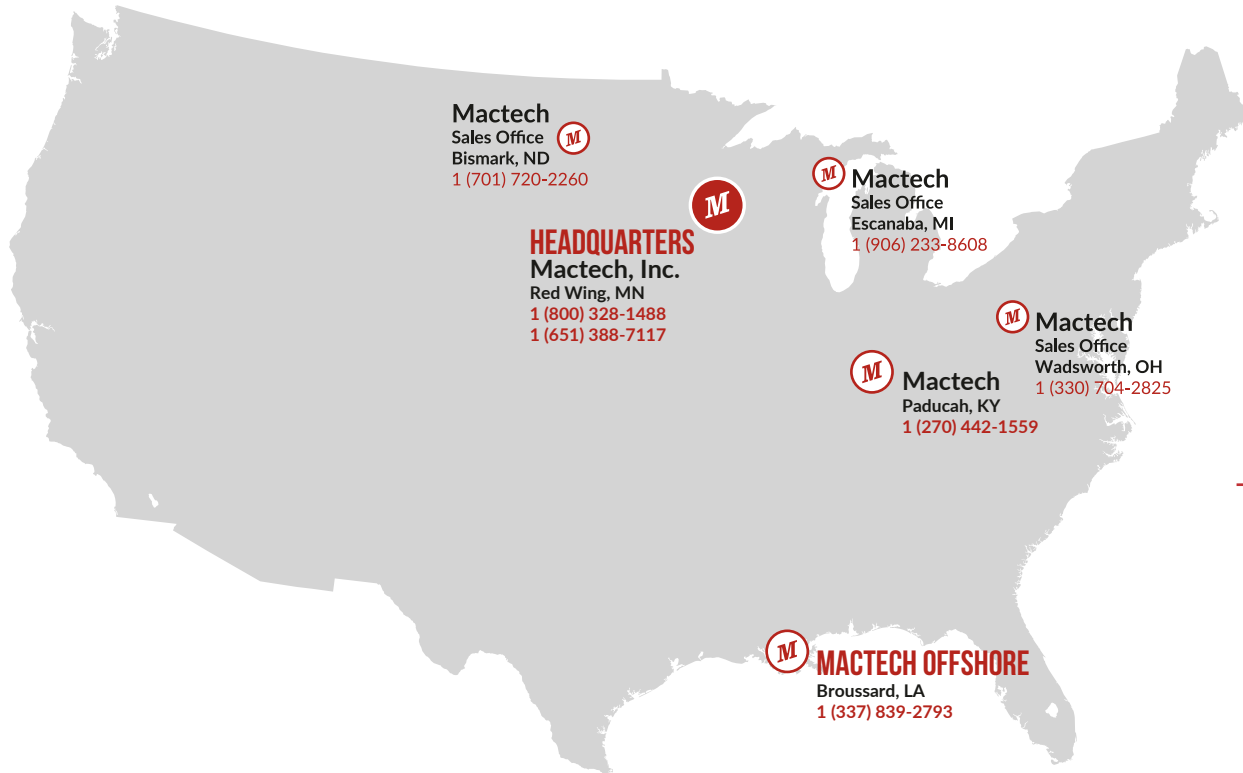 Mactech
Sales Office
Bismark, ND
1 (701) 720-2260
M
M
Mactech
Sales Office
Escanaba, MI
1 (906) 233-8608
M
HEADQUARTERS
Mactech, Inc.
Red Wing, MN
1 (800) 328-1488
1 (651) 388-7117
M
Mactech
Sales Office
Wadsworth, OH
1 (330) 704-2825
M
Mactech
Paducah, KY
1 (270) 442-1559
M
MACTECH OFFSHORE
Broussard, LA
1 (337) 839-2793